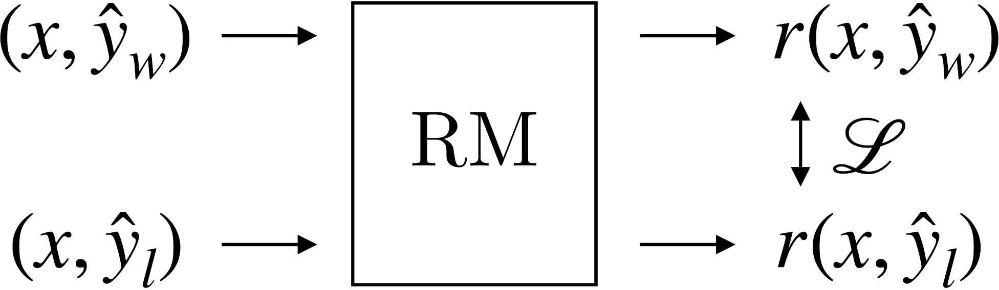 (x, ŷ_w) r(x, ŷ_w)
RM ℒ
(x, ŷ_l) r(x, ŷ_l)